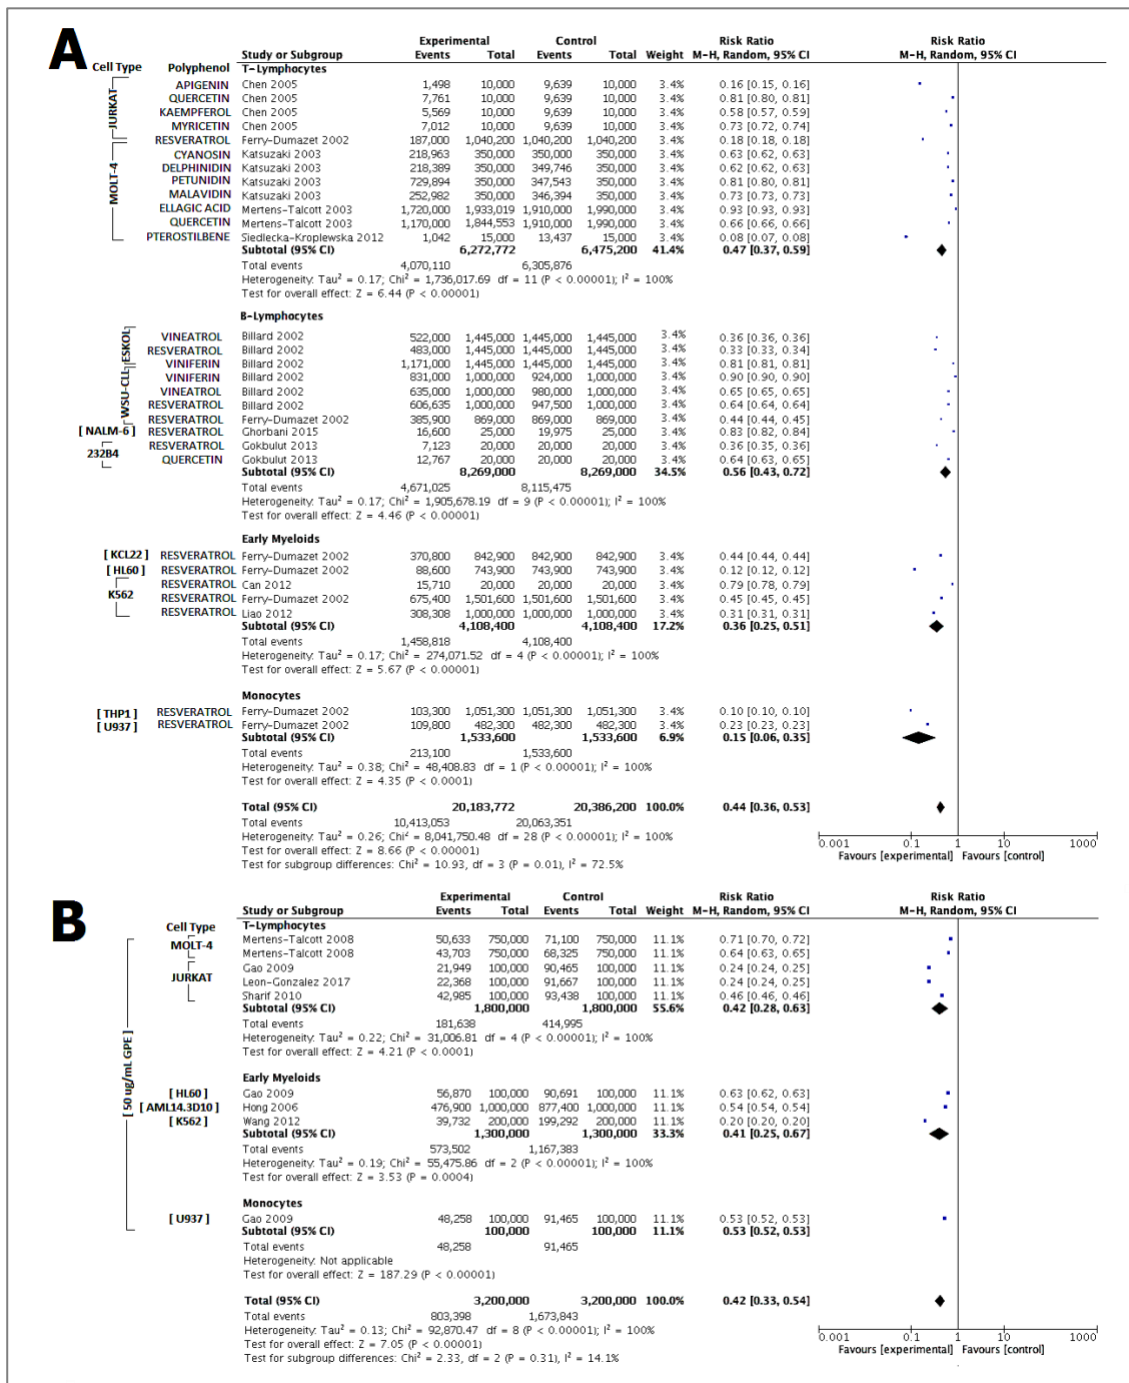 A
Experimental Control Risk Ratio Risk Ratio
Cell Type Polyphenol Study or Subgroup Events Total Events Total Weight M-H, Random, 95% CI M-H, Random, 95% CI
T-Lymphocytes
JURKAT
APIGENIN Chen 2005 1,498 10,000 9,639 10,000 3.4% 0.16 [0.15, 0.16]
QUERCETIN Chen 2005 7,761 10,000 9,639 10,000 3.4% 0.81 [0.80, 0.81]
KAEMPFEROL Chen 2005 5,569 10,000 9,639 10,000 3.4% 0.58 [0.57, 0.59]
MYRICETIN Chen 2005 7,012 10,000 9,639 10,000 3.4% 0.73 [0.72, 0.74]
RESVERATROL Ferry-Dumazet 2002 187,000 1,040,200 1,040,200 1,040,200 3.4% 0.18 [0.18, 0.18]
MOLT-4
CYANOSIN Katsuzaki 2003 218,963 350,000 350,000 350,000 3.4% 0.63 [0.62, 0.63]
DELPHINIDIN Katsuzaki 2003 218,389 350,000 349,746 350,000 3.4% 0.62 [0.62, 0.63]
PETUNIDIN Katsuzaki 2003 729,894 350,000 347,543 350,000 3.4% 0.81 [0.80, 0.81]
MALAVIDIN Katsuzaki 2003 252,982 350,000 346,394 350,000 3.4% 0.73 [0.73, 0.73]
ELLAGIC ACID Mertens-Talcott 2003 1,720,000 1,933,019 1,910,000 1,990,000 3.4% 0.93 [0.93, 0.93]
QUERCETIN Mertens-Talcott 2003 1,170,000 1,844,553 1,910,000 1,990,000 3.4% 0.66 [0.66, 0.66]
PTEROSTILBENE Siedlecka-Kroplewska 2012 1,042 15,000 13,437 15,000 3.4% 0.08 [0.07, 0.08]
Subtotal (95% CI) 6,272,772 6,475,200 41.4% 0.47 [0.37, 0.59]
Total events 4,070,110 6,305,876
Heterogeneity: Tau² = 0.17; Chi² = 1,736,017.69 df = 11 (P < 0.00001); I² = 100%
Test for overall effect: Z = 6.44 (P < 0.00001)
B-Lymphocytes
ESKOL
VINEATROL Billard 2002 522,000 1,445,000 1,445,000 1,445,000 3.4% 0.36 [0.36, 0.36]
RESVERATROL Billard 2002 483,000 1,445,000 1,445,000 1,445,000 3.4% 0.33 [0.33, 0.34]
VINIFERIN Billard 2002 1,171,000 1,445,000 1,445,000 1,445,000 3.4% 0.81 [0.81, 0.81]
WSU-CLL
VINIFERIN Billard 2002 831,000 1,000,000 924,000 1,000,000 3.4% 0.90 [0.90, 0.90]
VINEATROL Billard 2002 635,000 1,000,000 980,000 1,000,000 3.4% 0.65 [0.65, 0.65]
RESVERATROL Billard 2002 606,635 1,000,000 947,500 1,000,000 3.4% 0.64 [0.64, 0.64]
RESVERATROL Ferry-Dumazet 2002 385,900 869,000 869,000 869,000 3.4% 0.44 [0.44, 0.45]
[ NALM-6 ] RESVERATROL Ghorbani 2015 16,600 25,000 19,975 25,000 3.4% 0.83 [0.82, 0.84]
232B4
RESVERATROL Gokbulut 2013 7,123 20,000 20,000 20,000 3.4% 0.36 [0.35, 0.36]
QUERCETIN Gokbulut 2013 12,767 20,000 20,000 20,000 3.4% 0.64 [0.63, 0.65]
Subtotal (95% CI) 8,269,000 8,269,000 34.5% 0.56 [0.43, 0.72]
Total events 4,671,025 8,115,475
Heterogeneity: Tau² = 0.17; Chi² = 1,905,678.19 df = 9 (P < 0.00001); I² = 100%
Test for overall effect: Z = 4.46 (P < 0.00001)
Early Myeloids
[ KCL22 ] RESVERATROL Ferry-Dumazet 2002 370,800 842,900 842,900 842,900 3.4% 0.44 [0.44, 0.44]
[ HL60 ] RESVERATROL Ferry-Dumazet 2002 88,600 743,900 743,900 743,900 3.4% 0.12 [0.12, 0.12]
K562
RESVERATROL Can 2012 15,710 20,000 20,000 20,000 3.4% 0.79 [0.78, 0.79]
RESVERATROL Ferry-Dumazet 2002 675,400 1,501,600 1,501,600 1,501,600 3.4% 0.45 [0.45, 0.45]
RESVERATROL Liao 2012 308,308 1,000,000 1,000,000 1,000,000 3.4% 0.31 [0.31, 0.31]
Subtotal (95% CI) 4,108,400 4,108,400 17.2% 0.36 [0.25, 0.51]
Total events 1,458,818 4,108,400
Heterogeneity: Tau² = 0.17; Chi² = 274,071.52 df = 4 (P < 0.00001); I² = 100%
Test for overall effect: Z = 5.67 (P < 0.00001)
Monocytes
[ THP1 ] RESVERATROL Ferry-Dumazet 2002 103,300 1,051,300 1,051,300 1,051,300 3.4% 0.10 [0.10, 0.10]
[ U937 ] RESVERATROL Ferry-Dumazet 2002 109,800 482,300 482,300 482,300 3.4% 0.23 [0.23, 0.23]
Subtotal (95% CI) 1,533,600 1,533,600 6.9% 0.15 [0.06, 0.35]
Total events 213,100 1,533,600
Heterogeneity: Tau² = 0.38; Chi² = 48,408.83 df = 1 (P < 0.00001); I² = 100%
Test for overall effect: Z = 4.35 (P < 0.0001)
Total (95% CI) 20,183,772 20,386,200 100.0% 0.44 [0.36, 0.53]
Total events 10,413,053 20,063,351
Heterogeneity: Tau² = 0.26; Chi² = 8,041,750.48 df = 28 (P < 0.00001); I² = 100%
Test for overall effect: Z = 8.66 (P < 0.00001)
Test for subgroup differences: Chi² = 10.93, df = 3 (P = 0.01), I² = 72.5%
0.001 0.1 1 10 1000
Favours [experimental] Favours [control]
B
Experimental Control Risk Ratio Risk Ratio
Cell Type Study or Subgroup Events Total Events Total Weight M-H, Random, 95% CI M-H, Random, 95% CI
T-Lymphocytes
[ 50 ug/mL GPE ]
MOLT-4
Mertens-Talcott 2008 50,633 750,000 71,100 750,000 11.1% 0.71 [0.70, 0.72]
Mertens-Talcott 2008 43,703 750,000 68,325 750,000 11.1% 0.64 [0.63, 0.65]
JURKAT
Gao 2009 21,949 100,000 90,465 100,000 11.1% 0.24 [0.24, 0.25]
Leon-Gonzalez 2017 22,368 100,000 91,667 100,000 11.1% 0.24 [0.24, 0.25]
Sharif 2010 42,985 100,000 93,438 100,000 11.1% 0.46 [0.46, 0.46]
Subtotal (95% CI) 1,800,000 1,800,000 55.6% 0.42 [0.28, 0.63]
Total events 181,638 414,995
Heterogeneity: Tau² = 0.22; Chi² = 31,006.81 df = 4 (P < 0.00001); I² = 100%
Test for overall effect: Z = 4.21 (P < 0.0001)
Early Myeloids
[ HL60 ] Gao 2009 56,870 100,000 90,691 100,000 11.1% 0.63 [0.62, 0.63]
[ AML14.3D10 ] Hong 2006 476,900 1,000,000 877,400 1,000,000 11.1% 0.54 [0.54, 0.54]
[ K562 ] Wang 2012 39,732 200,000 199,292 200,000 11.1% 0.20 [0.20, 0.20]
Subtotal (95% CI) 1,300,000 1,300,000 33.3% 0.41 [0.25, 0.67]
Total events 573,502 1,167,383
Heterogeneity: Tau² = 0.19; Chi² = 55,475.86 df = 2 (P < 0.00001); I² = 100%
Test for overall effect: Z = 3.53 (P = 0.0004)
Monocytes
[ U937 ] Gao 2009 48,258 100,000 91,465 100,000 11.1% 0.53 [0.52, 0.53]
Subtotal (95% CI) 100,000 100,000 11.1% 0.53 [0.52, 0.53]
Total events 48,258 91,465
Heterogeneity: Not applicable
Test for overall effect: Z = 187.29 (P < 0.00001)
Total (95% CI) 3,200,000 3,200,000 100.0% 0.42 [0.33, 0.54]
Total events 803,398 1,673,843
Heterogeneity: Tau² = 0.13; Chi² = 92,870.47 df = 8 (P < 0.00001); I² = 100%
Test for overall effect: Z = 7.05 (P < 0.00001)
Test for subgroup differences: Chi² = 2.33, df = 2 (P = 0.31), I² = 14.1%
0.001 0.1 1 10 1000
Favours [experimental] Favours [control]